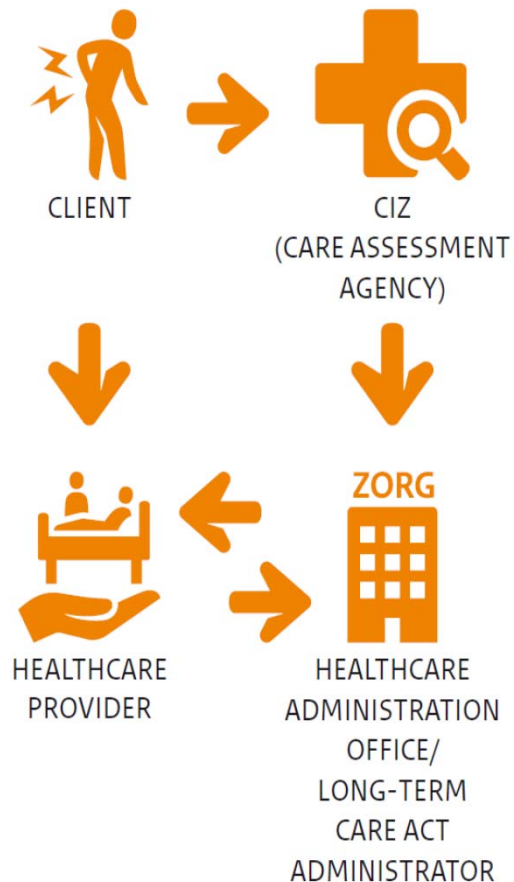 CLIENT
CIZ
(CARE ASSESSMENT
AGENCY)
ZORG
HEALTHCARE
PROVIDER
HEALTHCARE
ADMINISTRATION
OFFICE/
LONG-TERM
CARE ACT
ADMINISTRATOR